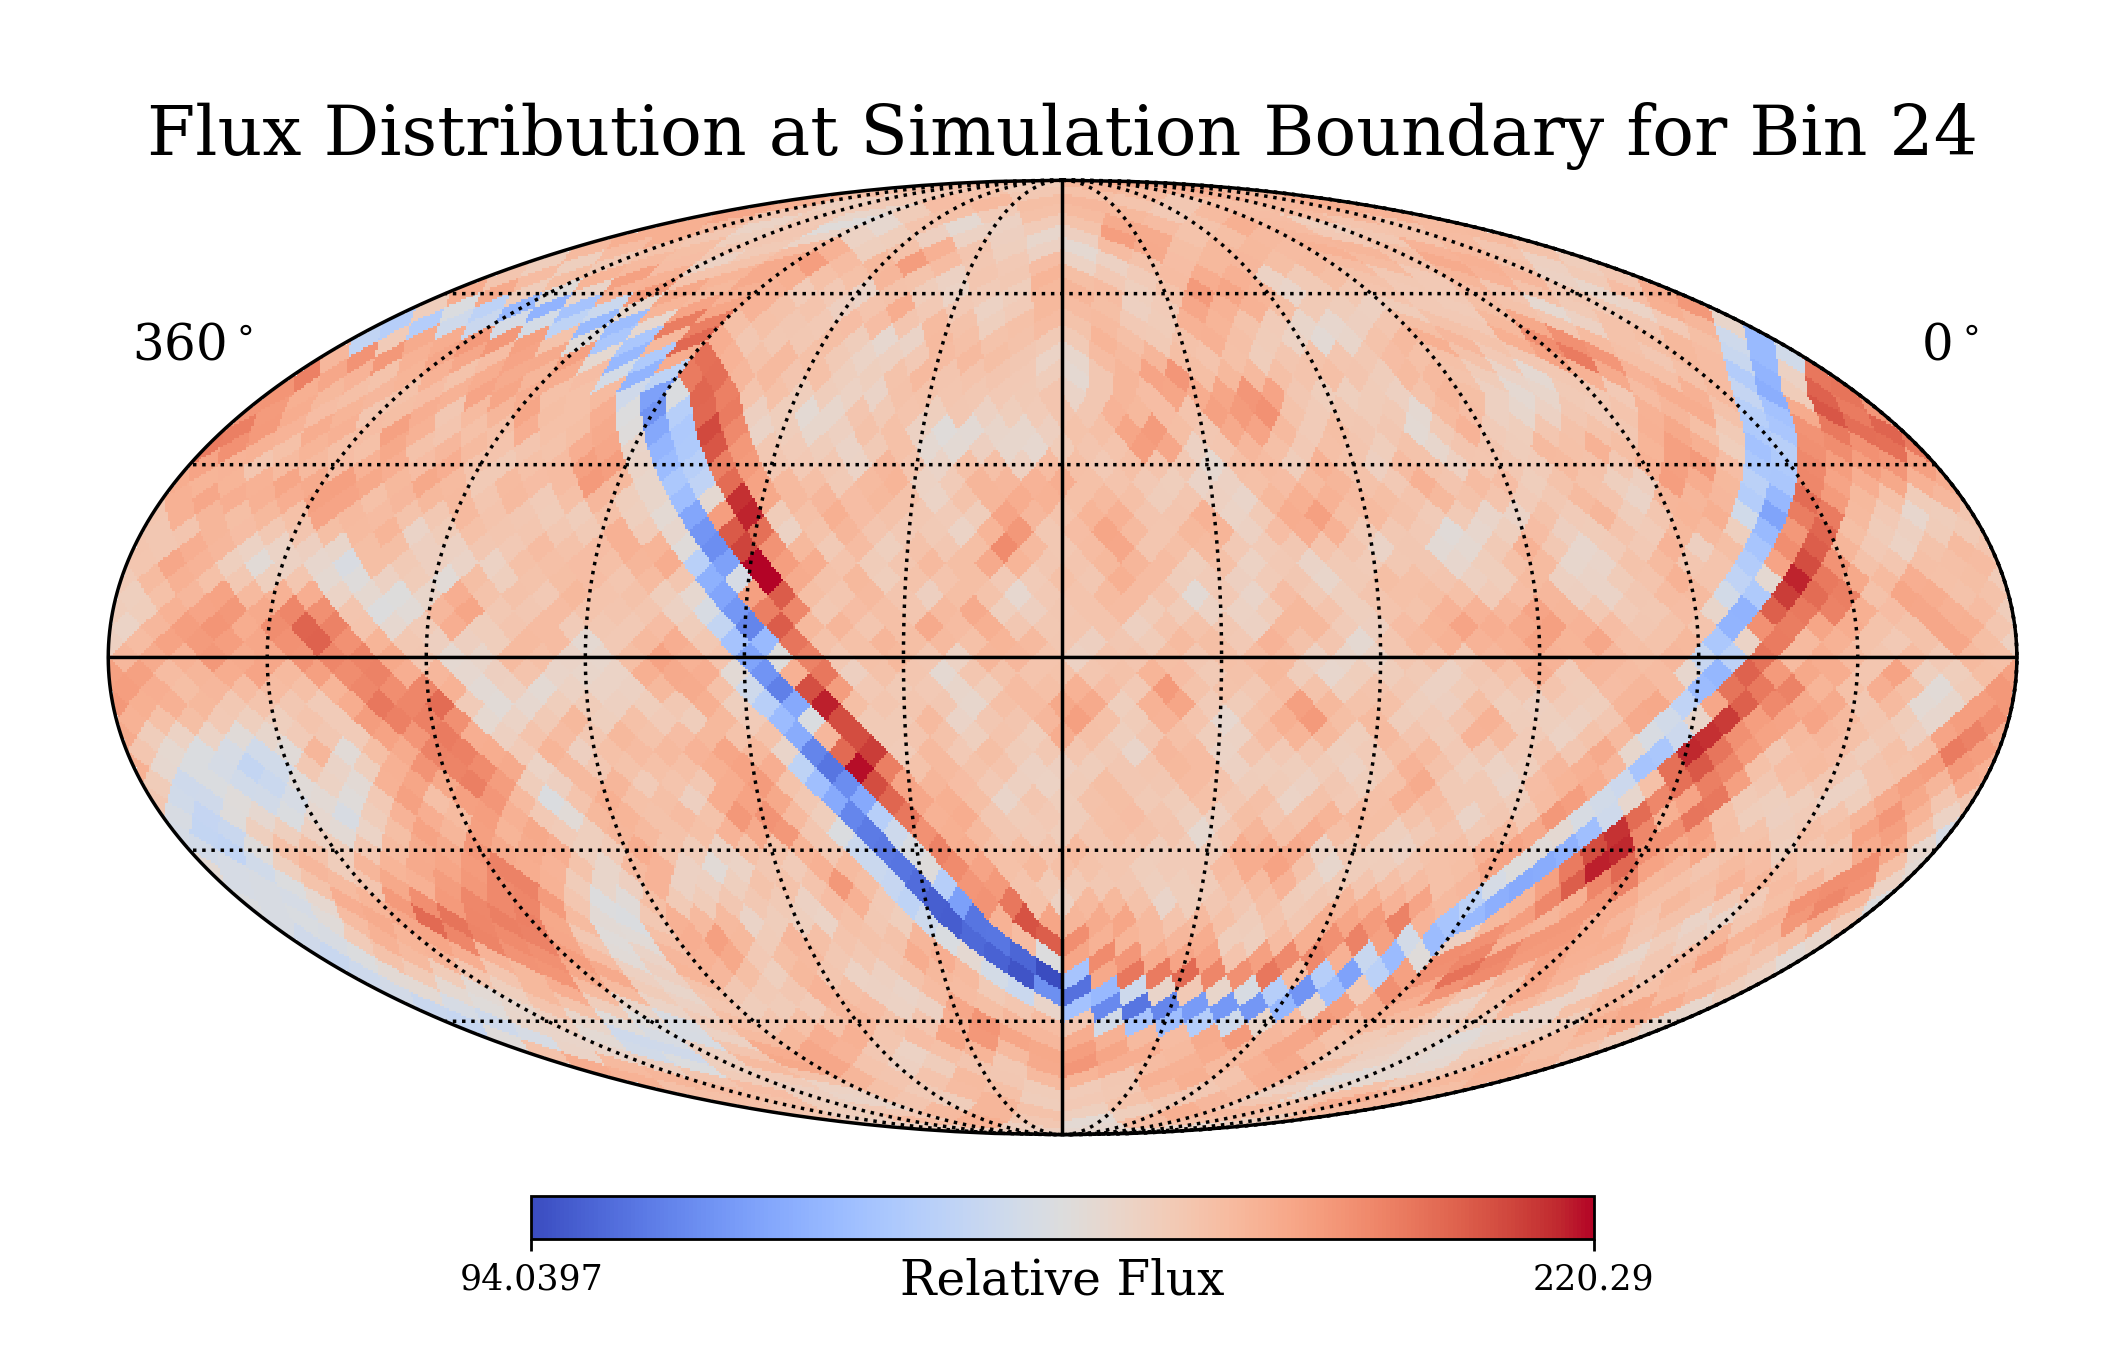 Flux Distribution at Simulation Boundary for Bin 24
360° 0°
94.0397 Relative Flux 220.29